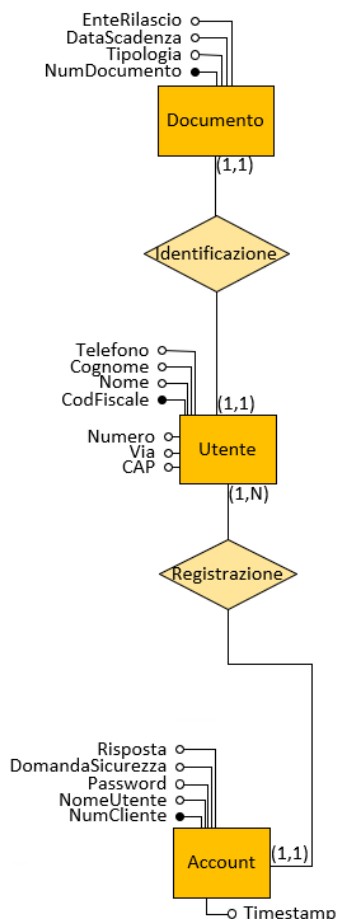 EnteRilascio
DataScadenza
Tipologia
NumDocumento
Documento
(1,1)
Identificazione
Telefono
Cognome
Nome
CodFiscale
(1,1)
Numero
Via
CAP
Utente
(1,N)
Registrazione
Risposta
DomandaSicurezza
Password
NomeUtente
NumCliente
Account
(1,1)
Timestamp